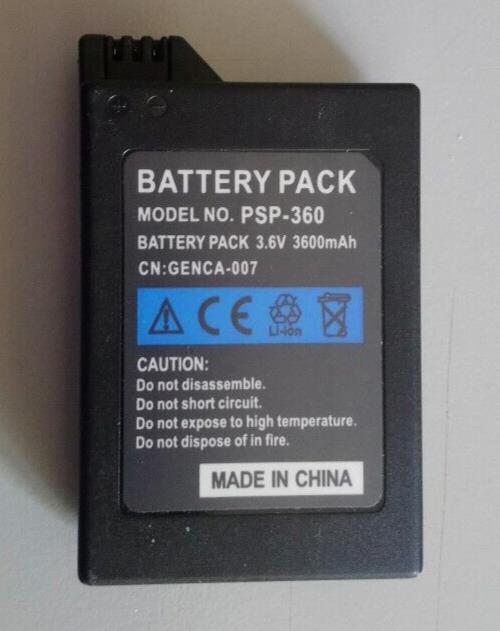 BATTERY PACK
MODEL NO. PSP-360
BATTERY PACK 3.6V 3600mAh
CN:GENCA-007
CE Li-ion
CAUTION:
Do not disassemble.
Do not short circuit.
Do not expose to high temperature.
Do not dispose of in fire.
MADE IN CHINA